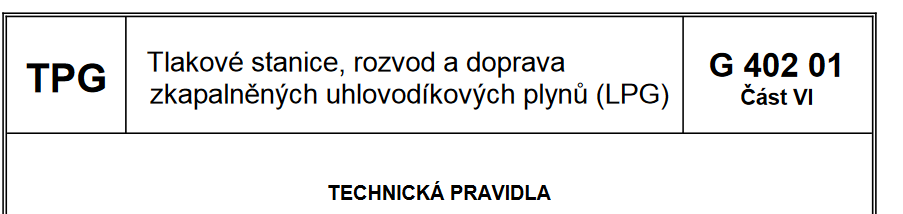 TPG
Tlakové stanice, rozvod a doprava
zkapalněných uhlovodíkových plynů (LPG)
G 402 01
Část VI
TECHNICKÁ PRAVIDLA